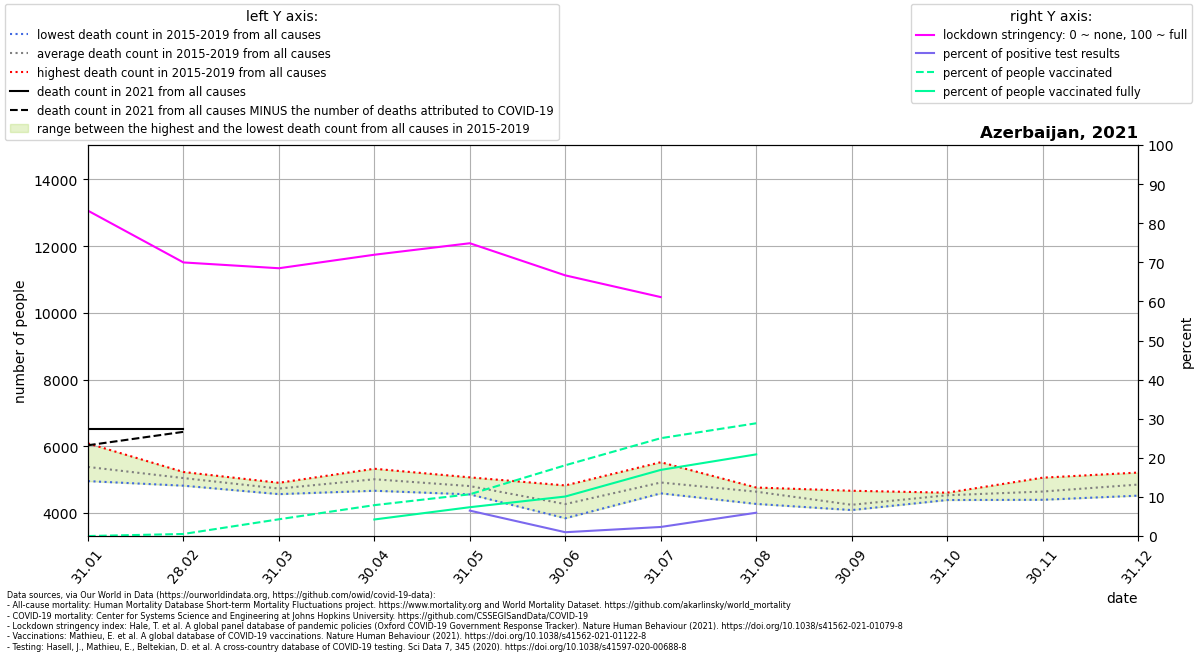 left Y axis:
lowest death count in 2015-2019 from all causes
average death count in 2015-2019 from all causes
highest death count in 2015-2019 from all causes
death count in 2021 from all causes
death count in 2021 from all causes MINUS the number of deaths attributed to COVID-19
range between the highest and the lowest death count from all causes in 2015-2019
right Y axis:
lockdown stringency: 0 ~ none, 100 ~ full
percent of positive test results
percent of people vaccinated
percent of people vaccinated fully
Azerbaijan, 2021
number of people
14000
12000
10000
8000
6000
4000
100
90
80
70
60
50
40
30
20
10
0
percent
31.01
28.02
31.03
30.04
31.05
30.06
31.07
31.08
30.09
31.10
30.11
31.12
date
Data sources, via Our World in Data (https://ourworldindata.org, https://github.com/owid/covid-19-data):
- All-cause mortality: Human Mortality Database Short-term Mortality Fluctuations project. https://www.mortality.org and World Mortality Dataset. https://github.com/akarlinsky/world_mortality
- COVID-19 mortality: Center for Systems Science and Engineering at Johns Hopkins University. https://github.com/CSSEGISandData/COVID-19
- Lockdown stringency index: Hale, T. et al. A global panel database of pandemic policies (Oxford COVID-19 Government Response Tracker). Nature Human Behaviour (2021). https://doi.org/10.1038/s41562-021-01079-8
- Vaccinations: Mathieu, E. et al. A global database of COVID-19 vaccinations. Nature Human Behaviour (2021). https://doi.org/10.1038/s41562-021-01122-8
- Testing: Hasell, J., Mathieu, E., Beltekian, D. et al. A cross-country database of COVID-19 testing. Sci Data 7, 345 (2020). https://doi.org/10.1038/s41597-020-00688-8